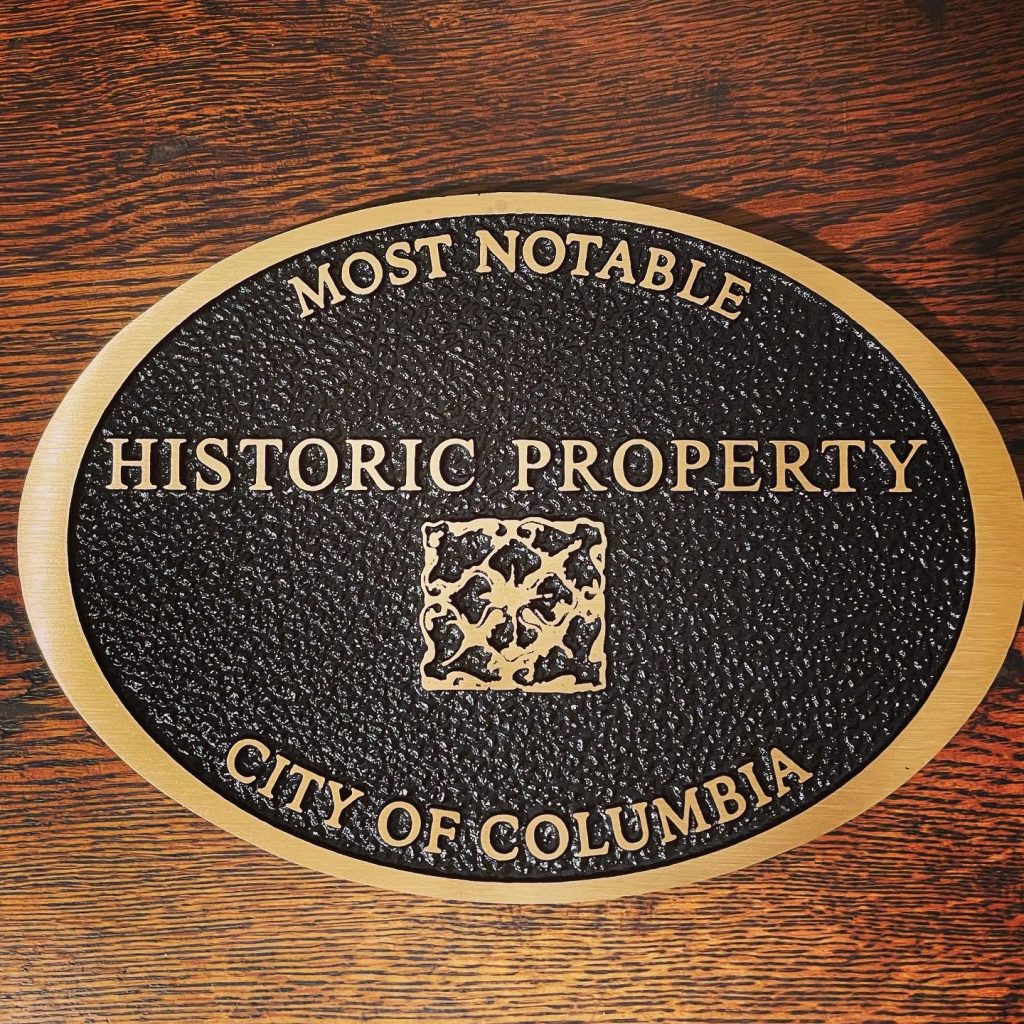 MOST NOTABLE
HISTORIC PROPERTY
CITY OF COLUMBIA